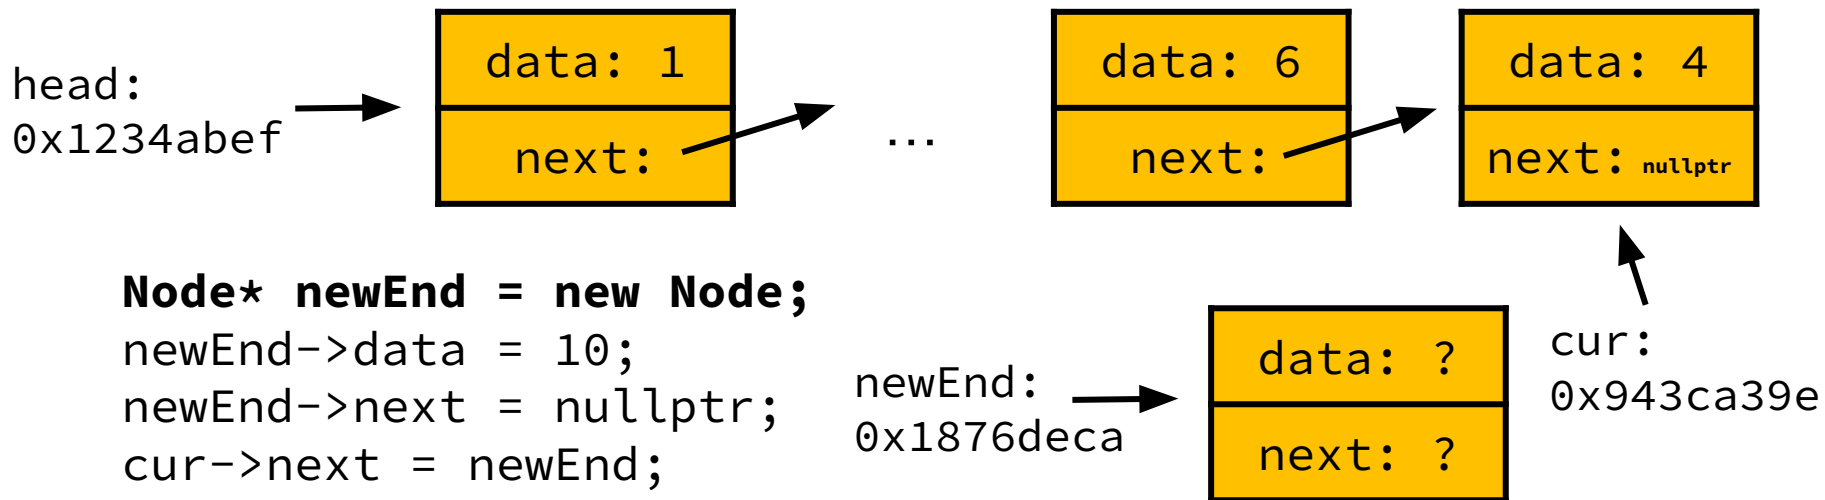 head:
0x1234abef
data: 1
next:
...
data: 6
next:
data: 4
next: nullptr
Node* newEnd = new Node;
newEnd->data = 10;
newEnd->next = nullptr;
cur->next = newEnd;
newEnd:
0x1876deca
data: ?
next: ?
cur:
0x943ca39e